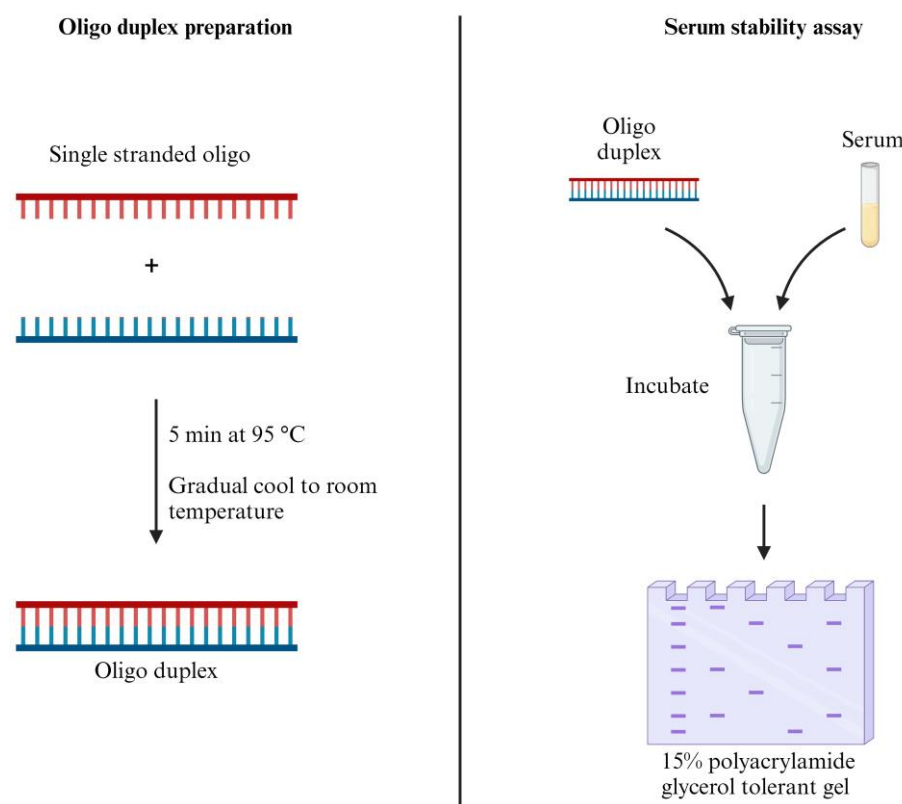 Oligo duplex preparation
Single stranded oligo
+
5 min at 95 °C
Gradual cool to room
temperature
Oligo duplex
Serum stability assay
Oligo
duplex
Serum
Incubate
15% polyacrylamide
glycerol tolerant gel